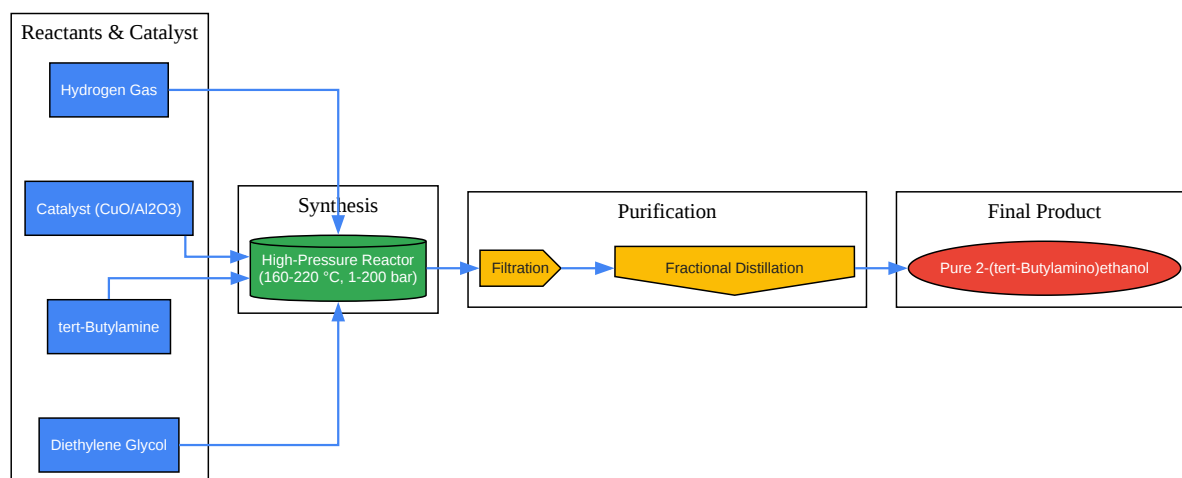 Reactants & Catalyst
Hydrogen Gas
Catalyst (CuO/Al2O3)
tert-Butylamine
Diethylene Glycol
Synthesis
High-Pressure Reactor
(160-220 °C, 1-200 bar)
Purification
Filtration
Fractional Distillation
Final Product
Pure 2-(tert-Butylamino)ethanol